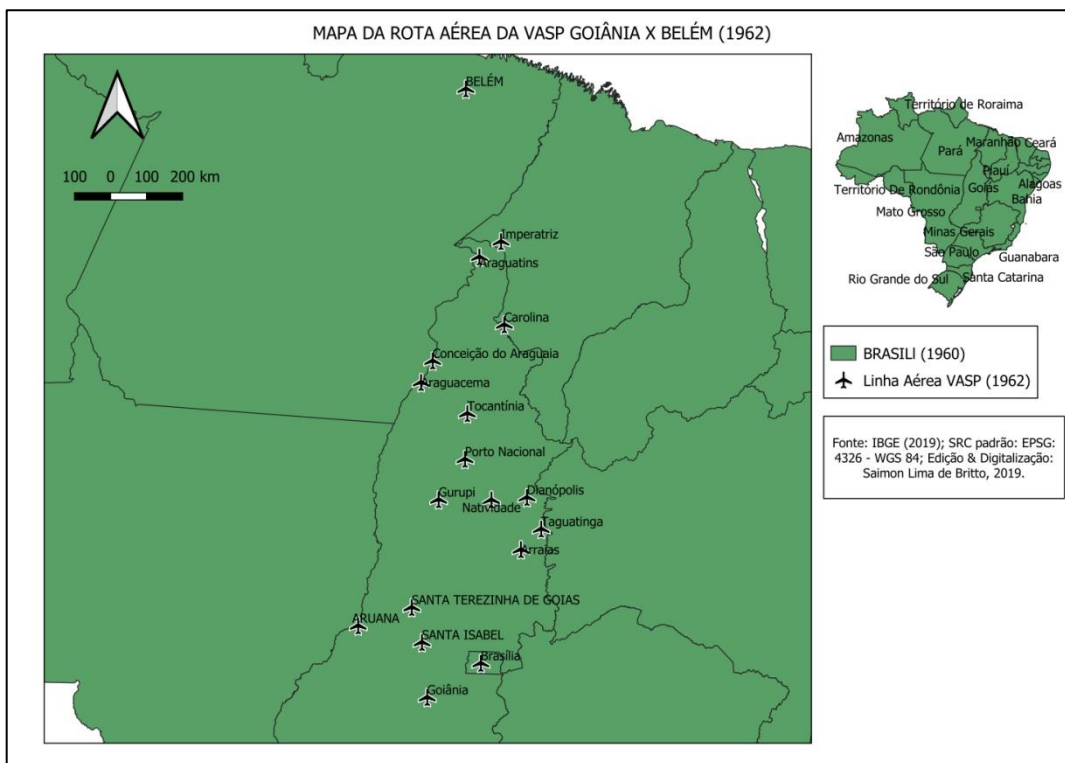 MAPA DA ROTA AÉREA DA VASP GOIÂNIA X BELÉM (1962)
BELÉM
100 0 100 200 km
Imperatriz
Araguatins
Carolina
Conceição do Araguaia
Araguacema
Tocantínia
Porto Nacional
Gurupi
Natividade
Dianópolis
Taguatinga
Arraias
SANTA TEREZINHA DE GOIAS
ARUANA
SANTA ISABEL
Brasília
Goiânia
Território de Roraima
Amazonas
Maranhão
Ceará
Pará
Piauí
Território De Rondônia
Goiás
Alagoas
Bahia
Mato Grosso
Minas Gerais
São Paulo
Guanabara
Rio Grande do Sul
Santa Catarina
BRASILl (1960)
Linha Aérea VASP (1962)
Fonte: IBGE (2019); SRC padrão: EPSG:
4326 - WGS 84; Edição & Digitalização:
Saimon Lima de Britto, 2019.